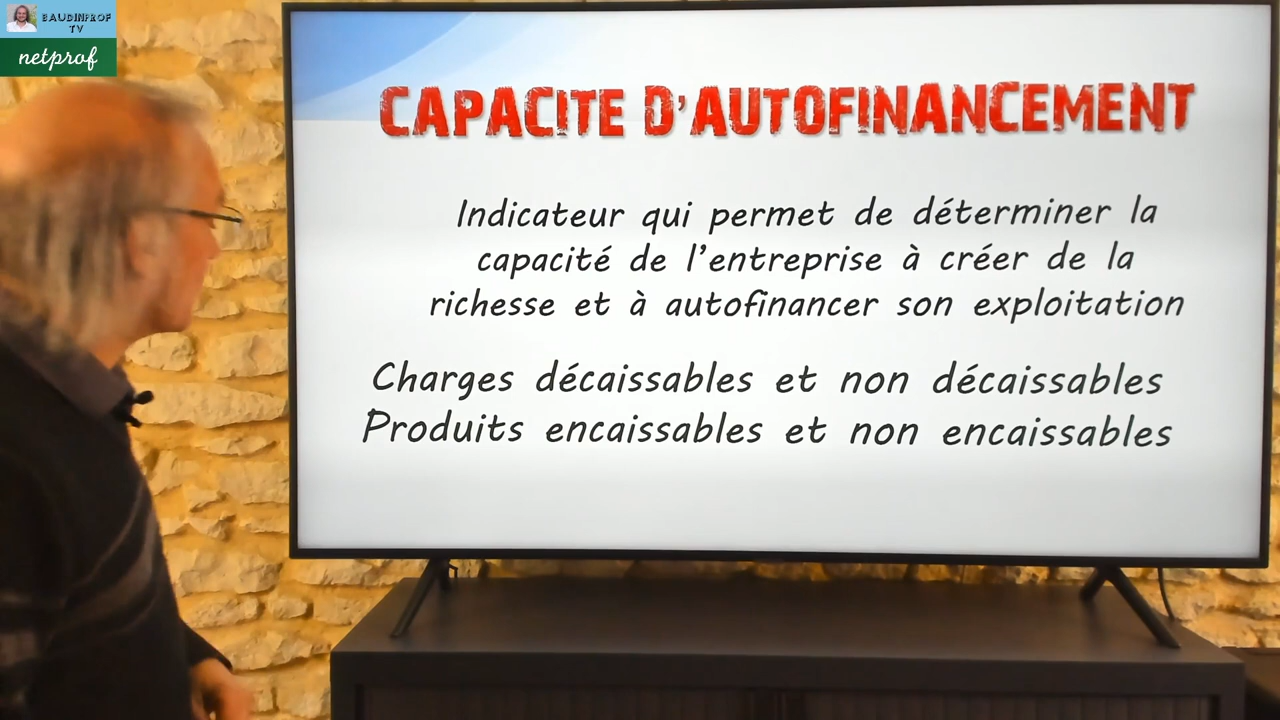 BAUDINPROF
TV
netprof
CAPACITE D'AUTOFINANCEMENT
Indicateur qui permet de déterminer la
capacité de l'entreprise à créer de la
richesse et à autofinancer son exploitation
Charges décaissables et non décaissables
Produits encaissables et non encaissables